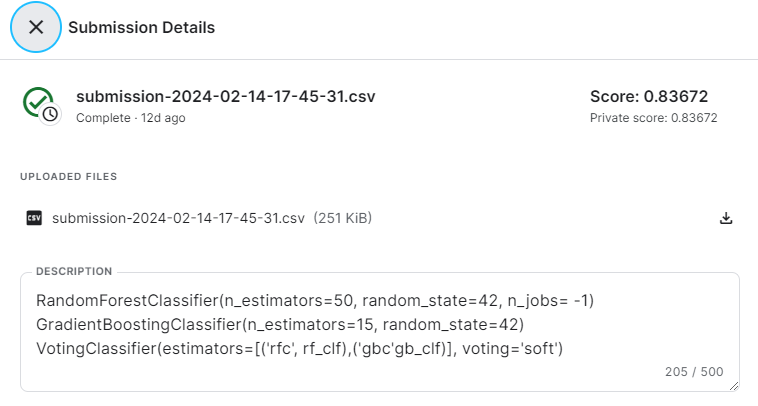 Submission Details
submission-2024-02-14-17-45-31.csv
Score: 0.83672
Complete · 12d ago
Private score: 0.83672
UPLOADED FILES
CSV
submission-2024-02-14-17-45-31.csv (251 KiB)
DESCRIPTION
RandomForestClassifier(n_estimators=50, random_state=42, n_jobs= -1)
GradientBoostingClassifier(n_estimators=15, random_state=42)
VotingClassifier(estimators=[('rfc', rf_clf),('gbc'gb_clf)], voting='soft')
205 / 500